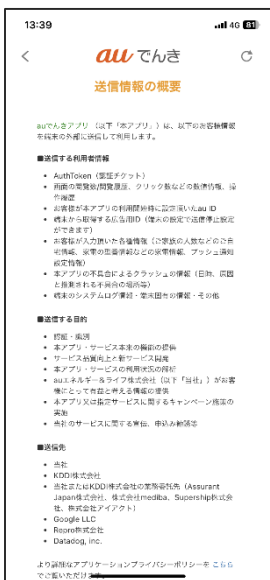 13:39
4G 81
au でんき
送信情報の概要
auでんきアプリ（以下「本アプリ」）は、以下のお客様情報
を端末の外部に送信して利用します。
■送信する利用者情報
• AuthToken（認証チケット）
• 画面の閲覧数/閲覧履歴、クリック数などの数値情報、操
作履歴
• お客様が本アプリの利用開始時に設定頂いたau ID
• 端末から取得する広告用ID（端末の設定で送信停止設定
ができます）
• お客様が入力頂いた各種情報（ご家族の人数などのご自
宅情報、家電の型番情報などの家電情報、プッシュ通知
設定情報）
• 本アプリの不具合によるクラッシュの情報（日時、原因
と推測される不具合の場所等）
• 端末のシステムログ情報・端末固有の情報・その他
■送信する目的
• 認証・識別
• 本アプリ・サービス本来の機能の提供
• サービス品質向上と新サービス開発
• 本アプリ・サービスの利用状況の解析
• auエネルギー＆ライフ株式会社（以下「当社」）がお客
様にとって有益と考える情報の提供
• 本アプリ又は指定サービスに関するキャンペーン施策の
実施
• 当社のサービスに関する宣伝、申込み勧奨等
■送信先
• 当社
• KDDI株式会社
• 当社またはKDDI株式会社の業務委託先（Assurant
Japan株式会社、株式会社mediba、Supership株式会
社、株式会社アイアクト）
• Google LLC
• Repro株式会社
• Datadog, inc.
より詳細なアプリケーションプライバシーポリシーを こちら
でご覧いただけます